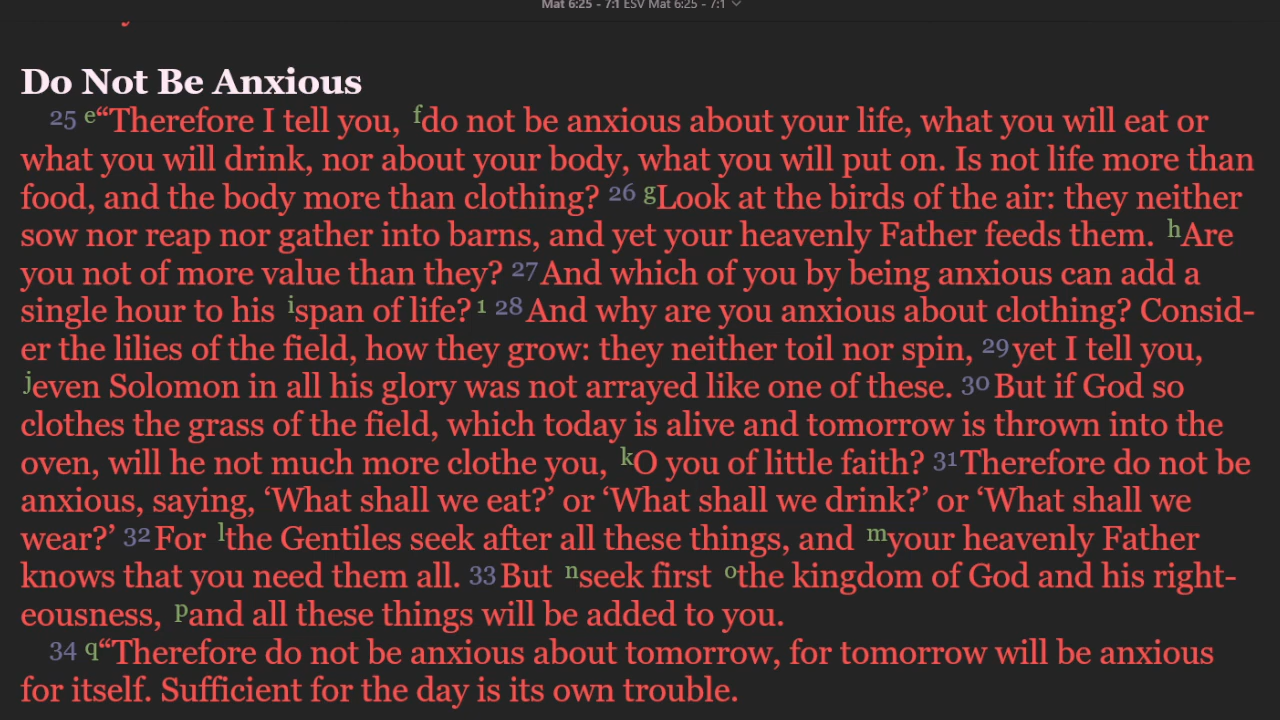 Mat 6:25 - 7:1 ESV Mat 6:25 - 7:1
Do Not Be Anxious
25 e“Therefore I tell you, fdo not be anxious about your life, what you will eat or
what you will drink, nor about your body, what you will put on. Is not life more than
food, and the body more than clothing? 26 gLook at the birds of the air: they neither
sow nor reap nor gather into barns, and yet your heavenly Father feeds them. hAre
you not of more value than they? 27 And which of you by being anxious can add a
single hour to his ispan of life? 1 28 And why are you anxious about clothing? Consid-
er the lilies of the field, how they grow: they neither toil nor spin, 29 yet I tell you,
jeven Solomon in all his glory was not arrayed like one of these. 30 But if God so
clothes the grass of the field, which today is alive and tomorrow is thrown into the
oven, will he not much more clothe you, kO you of little faith? 31 Therefore do not be
anxious, saying, ‘What shall we eat?’ or ‘What shall we drink?’ or ‘What shall we
wear?’ 32 For lthe Gentiles seek after all these things, and myour heavenly Father
knows that you need them all. 33 But nseek first othe kingdom of God and his right-
eousness, pand all these things will be added to you.
34 q“Therefore do not be anxious about tomorrow, for tomorrow will be anxious
for itself. Sufficient for the day is its own trouble.